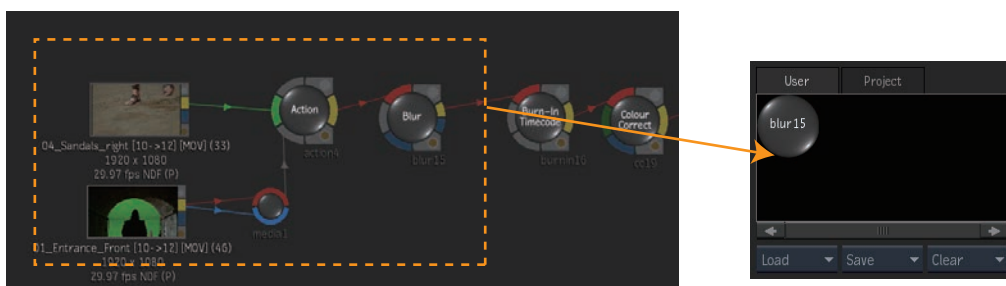 Action
action4
Blur
blur15
Burn-In
Timecode
burnin16
Colour
Correct
cc19
04_Sandals_right [10->12] [MOV] (33)
1920 x 1080
29.97 fps NDF (P)
media1
01_Entrance_Front [10->12] [MOV] (46)
1920 x 1080
29.97 fps NDF (P)
User
Project
blur15
Load
Save
Clear